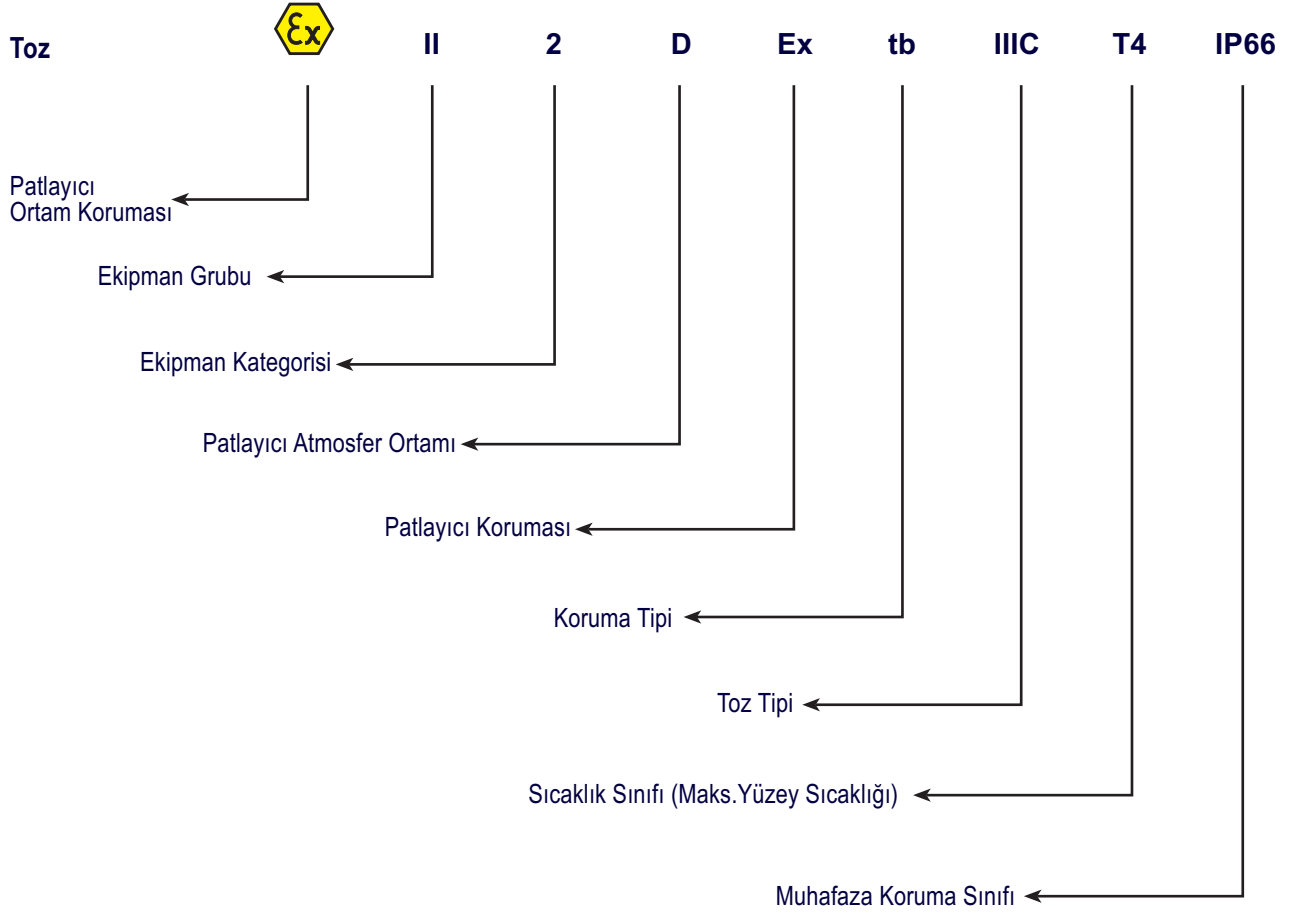 Toz Ex II 2 D Ex tb IIIC T4 IP66
Patlayıcı
Ortam Koruması
Ekipman Grubu
Ekipman Kategorisi
Patlayıcı Atmosfer Ortamı
Patlayıcı Koruması
Koruma Tipi
Toz Tipi
Sıcaklık Sınıfı (Maks.Yüzey Sıcaklığı)
Muhafaza Koruma Sınıfı